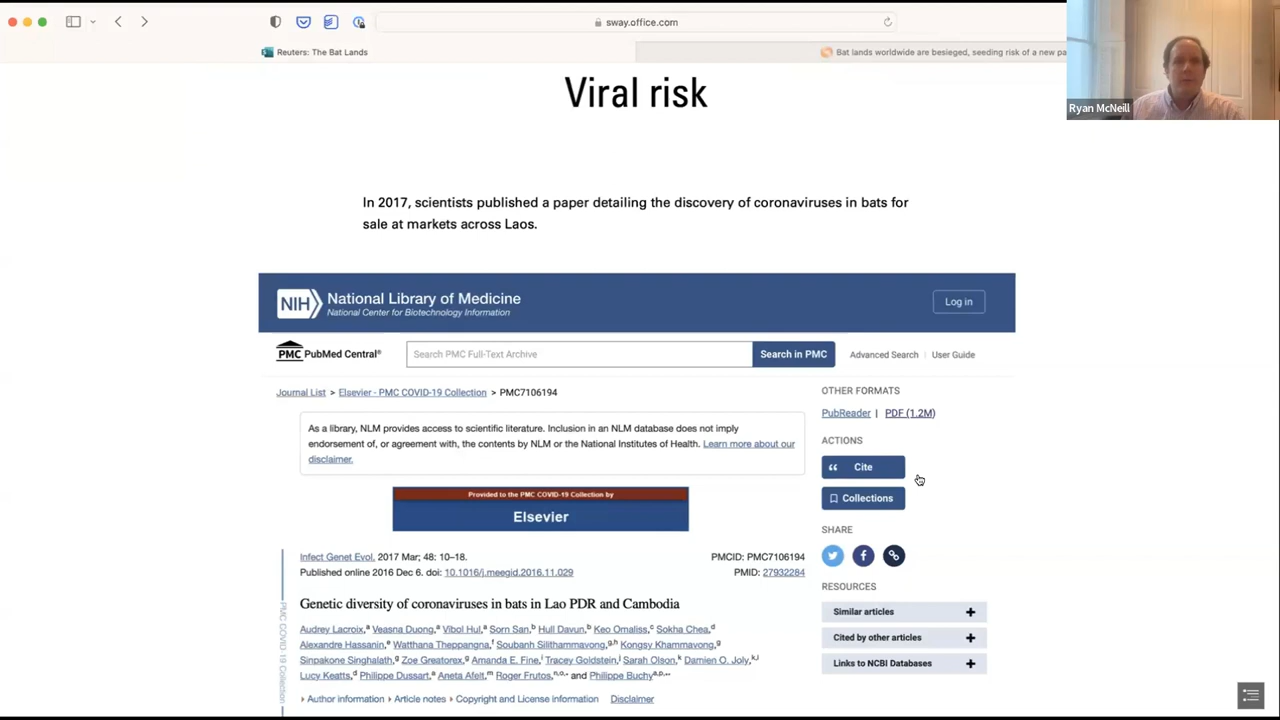 sway.office.com
Reuters: The Bat Lands
Bat lands worldwide are besieged, seeding risk of a new pa
Ryan McNeill
Viral risk
In 2017, scientists published a paper detailing the discovery of coronaviruses in bats for
sale at markets across Laos.
NIH National Library of Medicine
National Center for Biotechnology Information
Log in
PMC PubMed Central®
Search PMC Full-Text Archive
Search in PMC
Advanced Search | User Guide
Journal List > Elsevier - PMC COVID-19 Collection > PMC7106194
As a library, NLM provides access to scientific literature. Inclusion in an NLM database does not imply
endorsement of, or agreement with, the contents by NLM or the National Institutes of Health. Learn more about our
disclaimer.
Provided to the PMC COVID-19 Collection by
Elsevier
Infect Genet Evol. 2017 Mar; 48: 10–18.
PMCID: PMC7106194
Published online 2016 Dec 6. doi: 10.1016/j.meegid.2016.11.029
PMID: 27932284
Genetic diversity of coronaviruses in bats in Lao PDR and Cambodia
Audrey Lacroix, Veasna Duong, Vibol Hul, Sorn San, Hull Davun, Keo Omaliss, Sokha Chea,
Alexandre Hassanin, Watthana Theppangna, Soubanh Silithammavong, Kongsy Khammavong,
Sinpakone Singhalath, Zoe Greatorex, Amanda E. Fine, Tracey Goldstein, Sarah Olson, Damien O. Joly,
Lucy Keatts, Philippe Dussart, Aneta Afelt, Roger Frutos, and Philippe Buchy
Author information Article notes Copyright and License information Disclaimer
PMC COVID-19 Collection
OTHER FORMATS
PubReader | PDF (1.2M)
ACTIONS
Cite
Collections
SHARE
RESOURCES
Similar articles +
Cited by other articles +
Links to NCBI Databases +